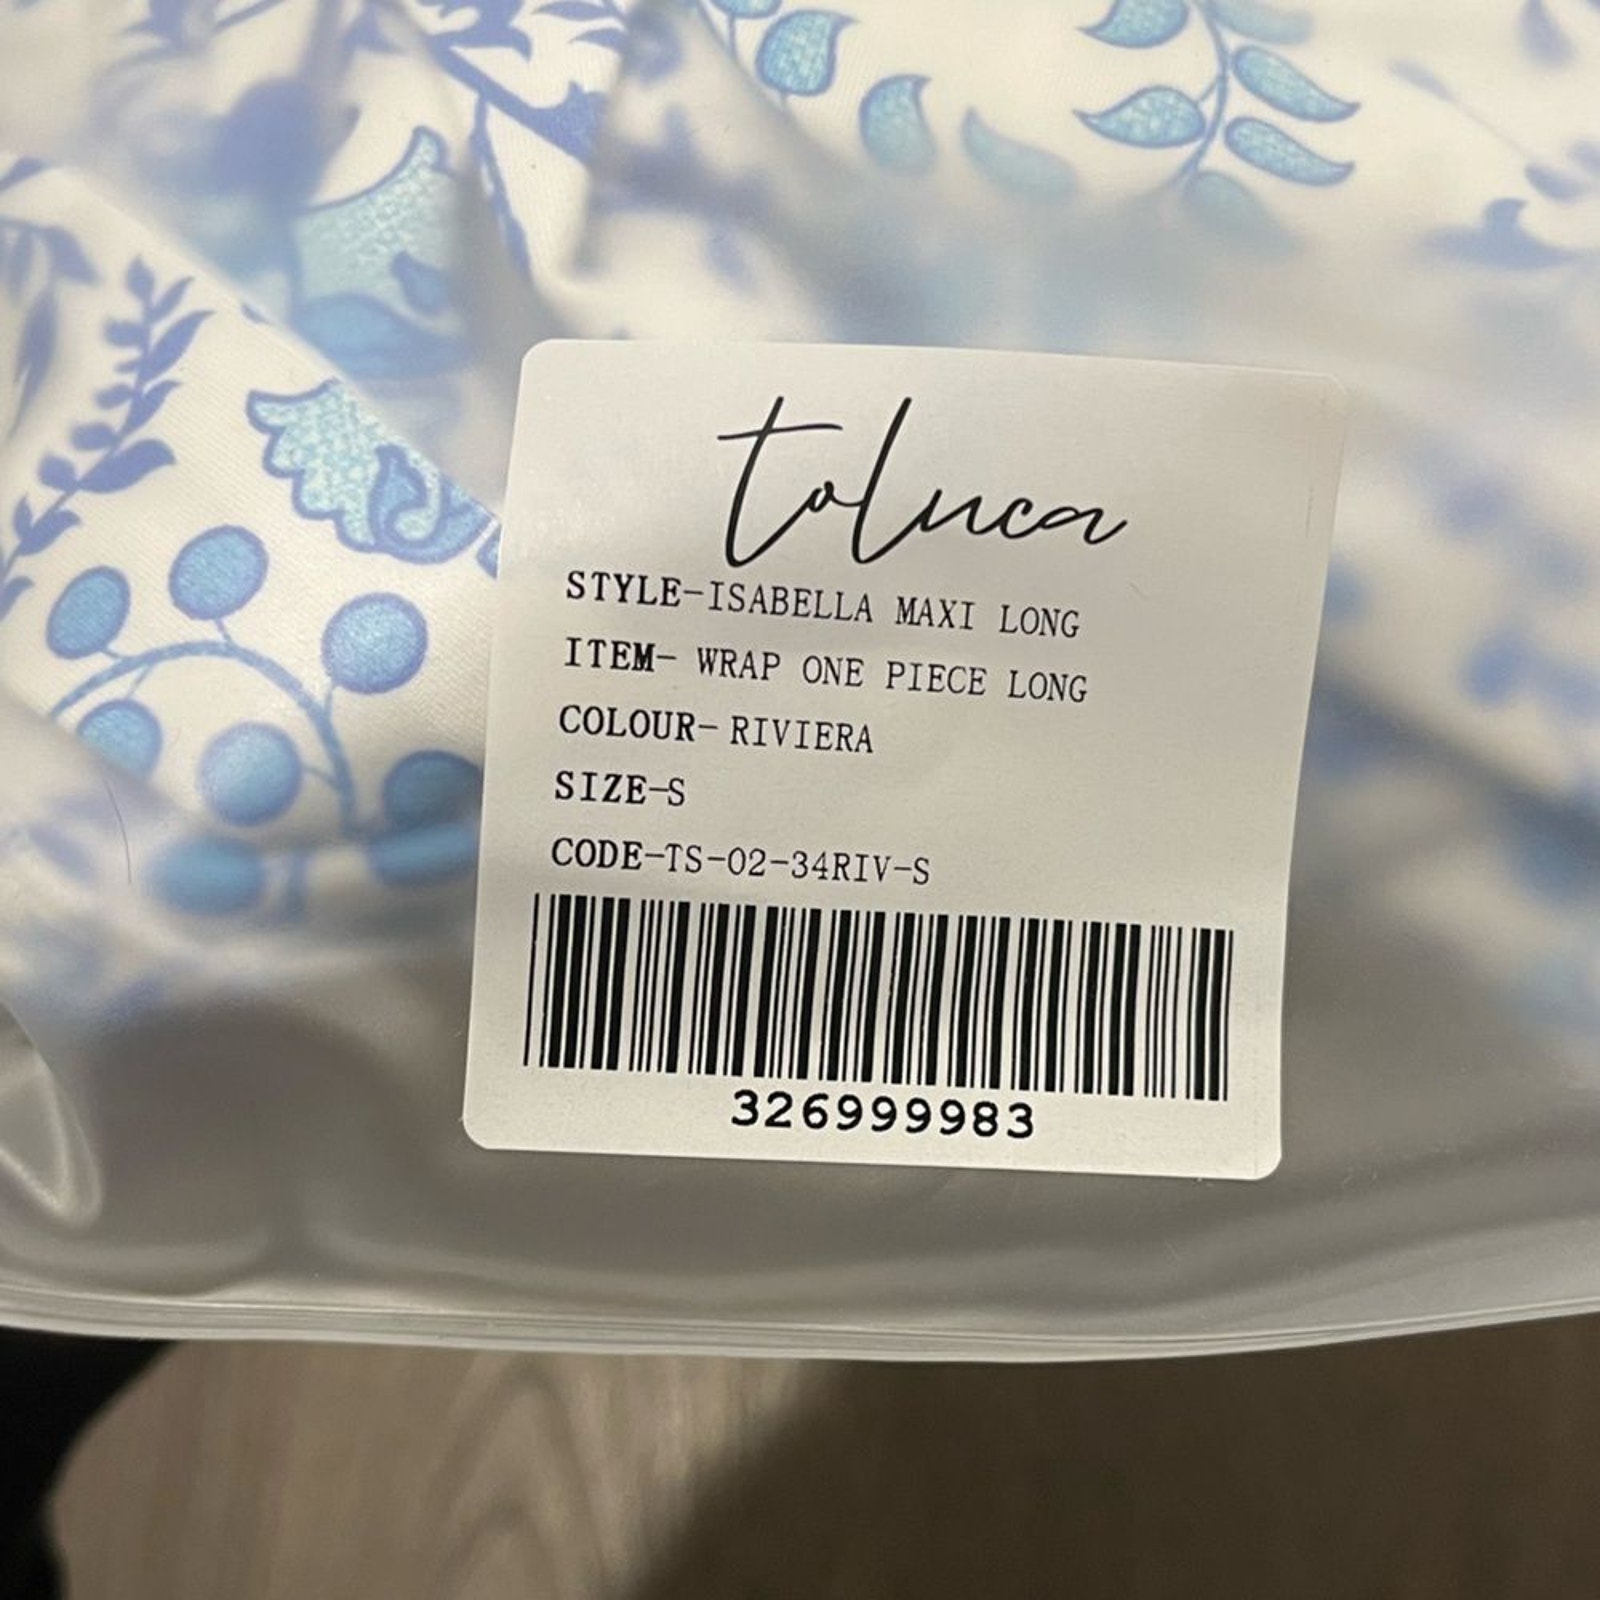 toluca
STYLE-ISABELLA MAXI LONG
ITEM- WRAP ONE PIECE LONG
COLOUR- RIVIERA
SIZE-S
CODE-TS-02-34RIV-S
326999983